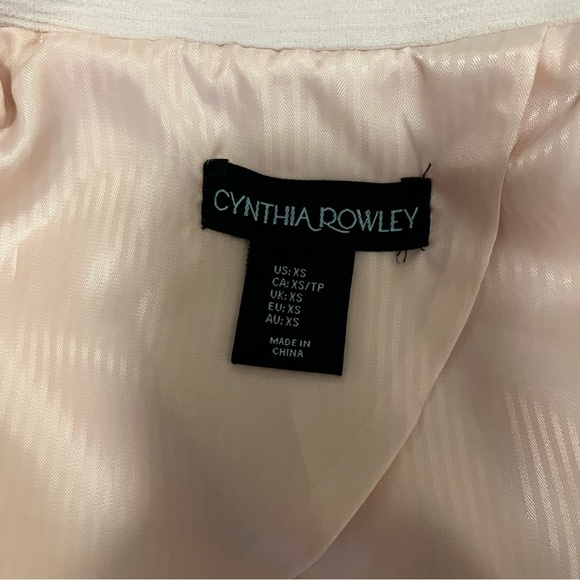 CYNTHIA ROWLEY
US: XS
CA: XS/TP
UK: XS
EU: XS
AU: XS
MADE IN
CHINA